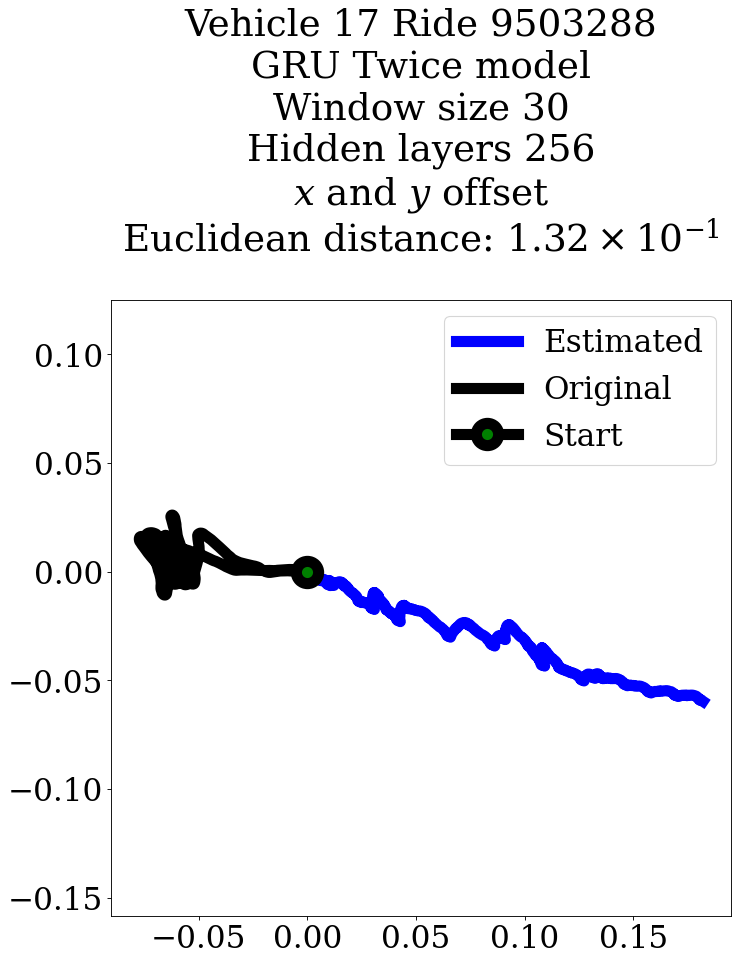 Vehicle 17 Ride 9503288
GRU Twice model
Window size 30
Hidden layers 256
x and y offset
Euclidean distance: 1.32 × 10⁻¹
Estimated
Original
Start
0.10
0.05
0.00
−0.05
−0.10
−0.15
−0.05 0.00 0.05 0.10 0.15